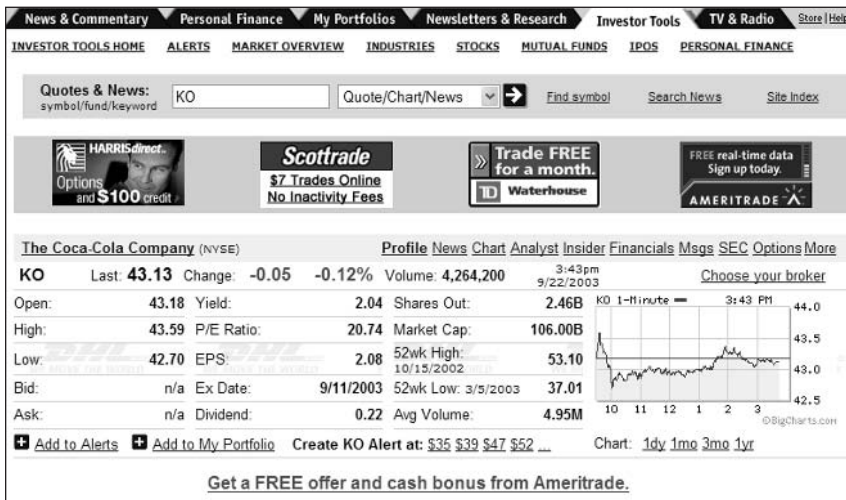 News & Commentary Personal Finance My Portfolios Newsletters & Research Investor Tools TV & Radio Store | Help
INVESTOR TOOLS HOME ALERTS MARKET OVERVIEW INDUSTRIES STOCKS MUTUAL FUNDS IPOS PERSONAL FINANCE
Quotes & News:
symbol/fund/keyword KO Quote/Chart/News Find symbol Search News Site Index
HARRISdirect.
Options
and $100 credit
Scottrade
$7 Trades Online
No Inactivity Fees
Trade FREE
for a month.
TD Waterhouse
FREE real-time data
Sign up today.
AMERITRADE
The Coca-Cola Company (NYSE) Profile News Chart Analyst Insider Financials Msgs SEC Options More
KO Last: 43.13 Change: -0.05 -0.12% Volume: 4,264,200 3:43pm
9/22/2003 Choose your broker
Open: 43.18 Yield: 2.04 Shares Out: 2.46B
High: 43.59 P/E Ratio: 20.74 Market Cap: 106.00B
Low: 42.70 EPS: 2.08 52wk High:
10/15/2002 53.10
Bid: n/a Ex Date: 9/11/2003 52wk Low: 3/5/2003 37.01
Ask: n/a Dividend: 0.22 Avg Volume: 4.95M
KO 1-Minute 3:43 PM
44.0
43.5
43.0
42.5
10 11 12 1 2 3
©BigCharts.com
Add to Alerts Add to My Portfolio Create KO Alert at: $35 $39 $47 $52 ... Chart: 1dy 1mo 3mo 1yr
Get a FREE offer and cash bonus from Ameritrade.